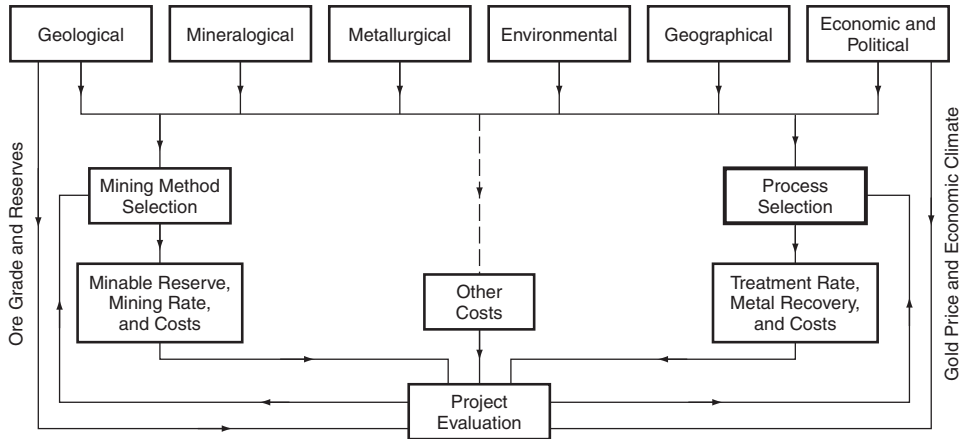 Geological
Mineralogical
Metallurgical
Environmental
Geographical
Economic and
Political
Ore Grade and Reserves
Gold Price and Economic Climate
Mining Method
Selection
Process
Selection
Minable Reserve,
Mining Rate,
and Costs
Other
Costs
Treatment Rate,
Metal Recovery,
and Costs
Project
Evaluation